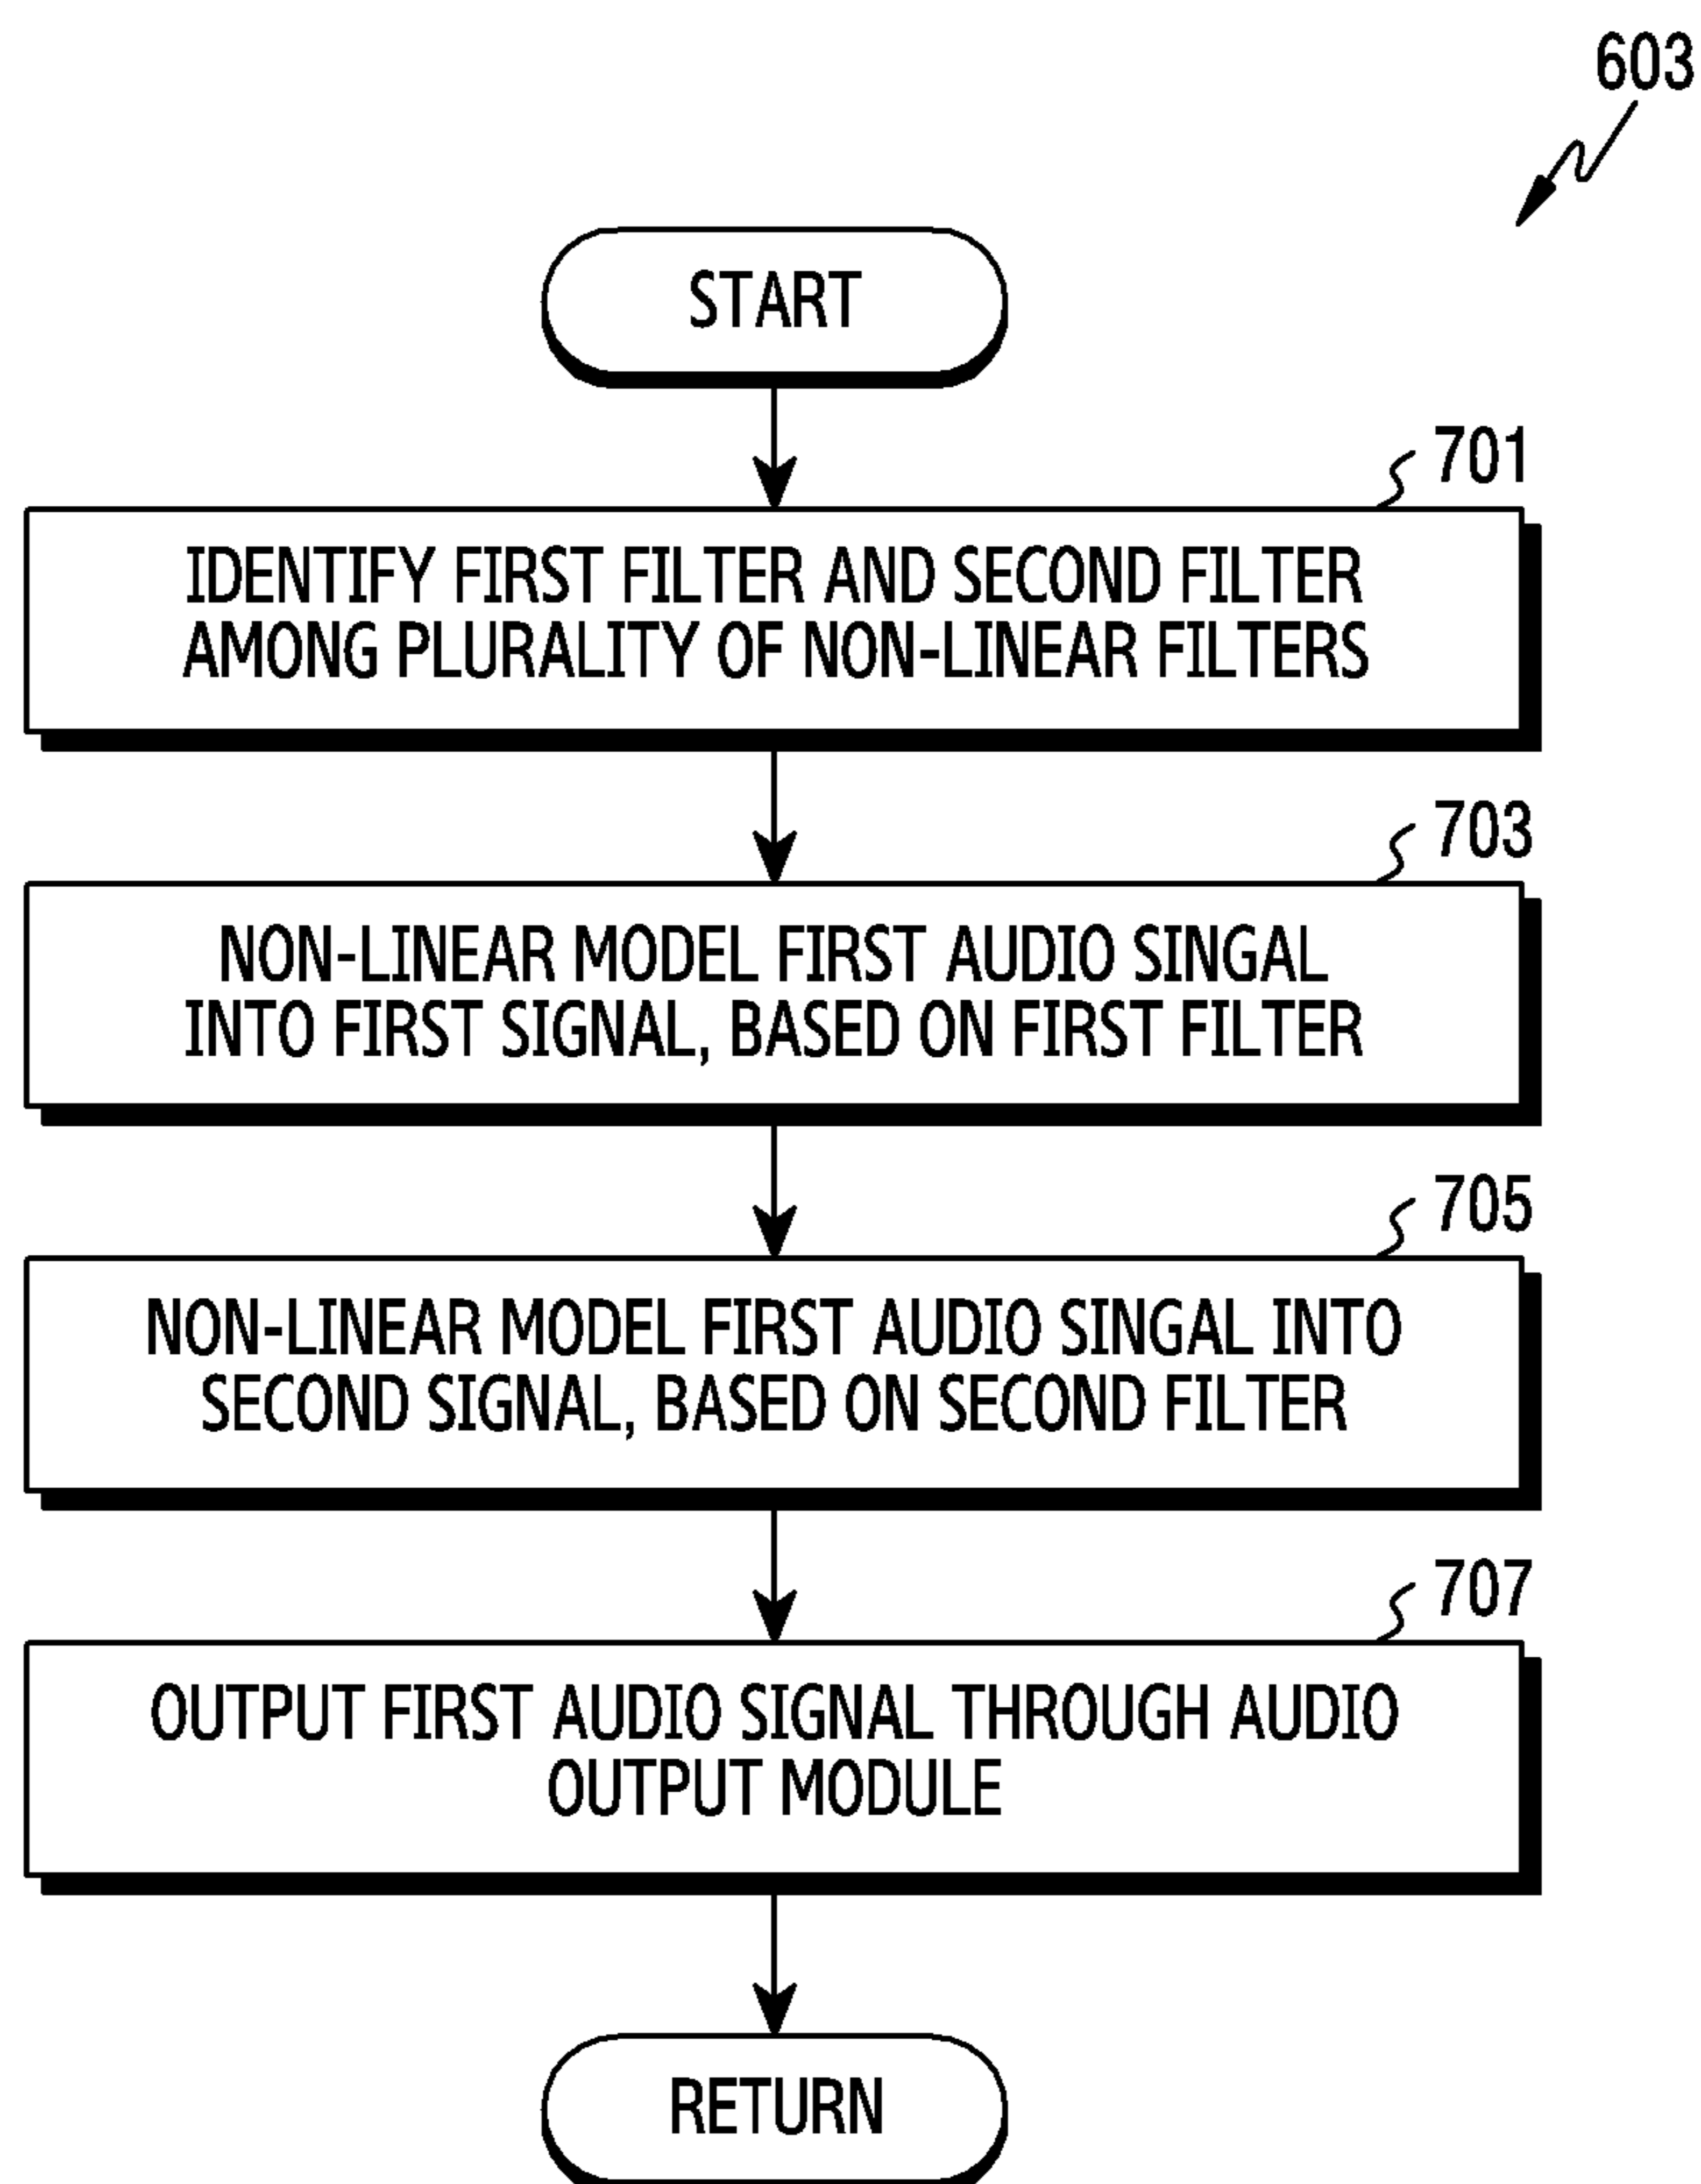 603
START
701
IDENTIFY FIRST FILTER AND SECOND FILTER
AMONG PLURALITY OF NON-LINEAR FILTERS
703
NON-LINEAR MODEL FIRST AUDIO SINGAL
INTO FIRST SIGNAL, BASED ON FIRST FILTER
705
NON-LINEAR MODEL FIRST AUDIO SINGAL INTO
SECOND SIGNAL, BASED ON SECOND FILTER
707
OUTPUT FIRST AUDIO SIGNAL THROUGH AUDIO
OUTPUT MODULE
RETURN